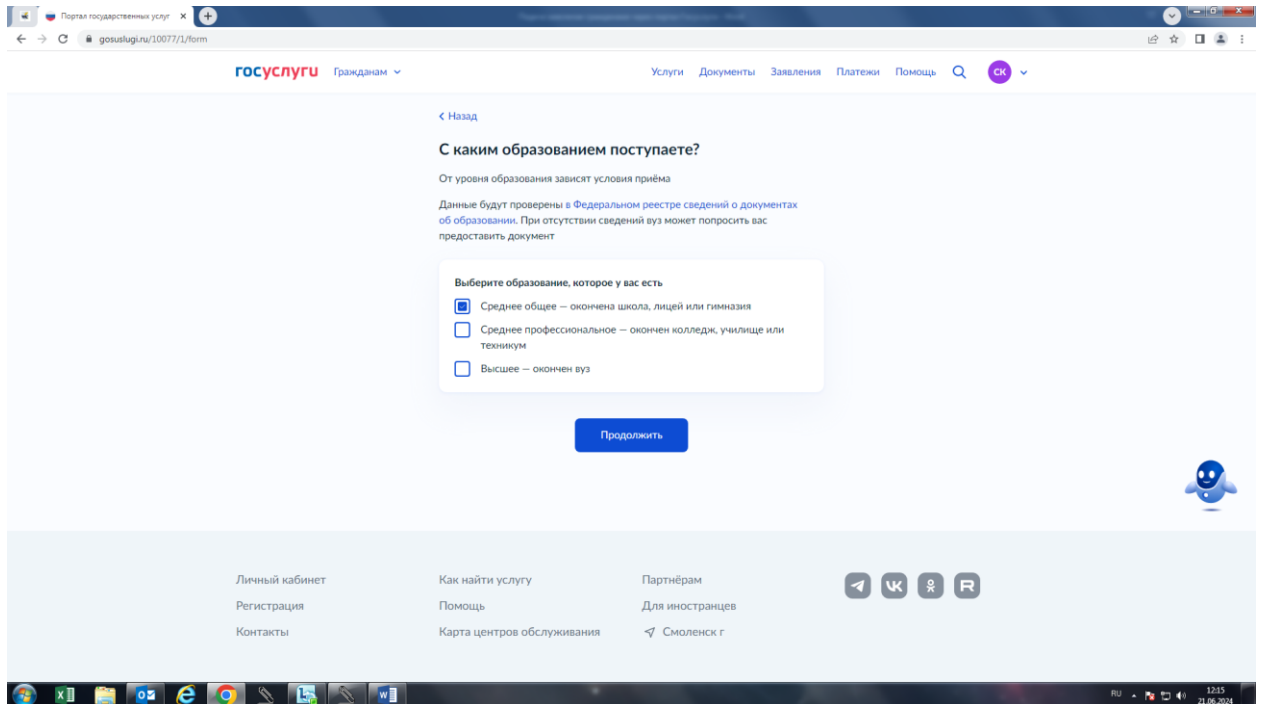 Портал государственных услуг
gosuslugi.ru/10077/1/form
госуслуги Гражданам Услуги Документы Заявления Платежи Помощь СК
Назад
С каким образованием поступаете?
От уровня образования зависят условия приёма
Данные будут проверены в Федеральном реестре сведений о документах
об образовании. При отсутствии сведений вуз может попросить вас
предоставить документ
Выберите образование, которое у вас есть
Среднее общее — окончена школа, лицей или гимназия
Среднее профессиональное — окончен колледж, училище или
техникум
Высшее — окончен вуз
Продолжить
Личный кабинет Как найти услугу Партнёрам
Регистрация Помощь Для иностранцев
Контакты Карта центров обслуживания Смоленск г
RU 12:15
21.06.2024